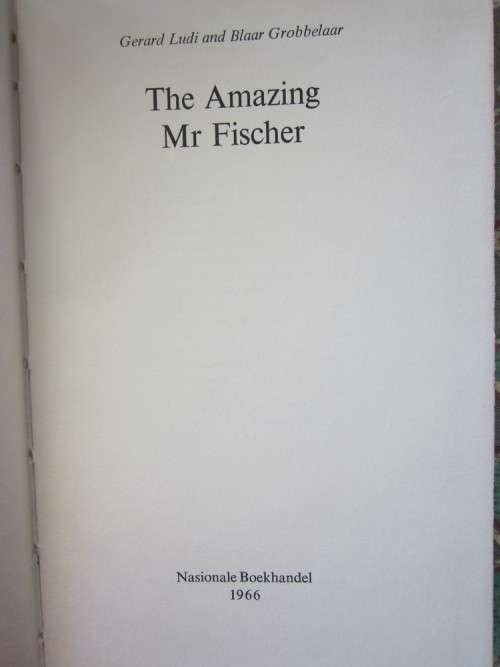 Gerard Ludi and Blaar Grobbelaar
The Amazing
Mr Fischer
Nasionale Boekhandel
1966